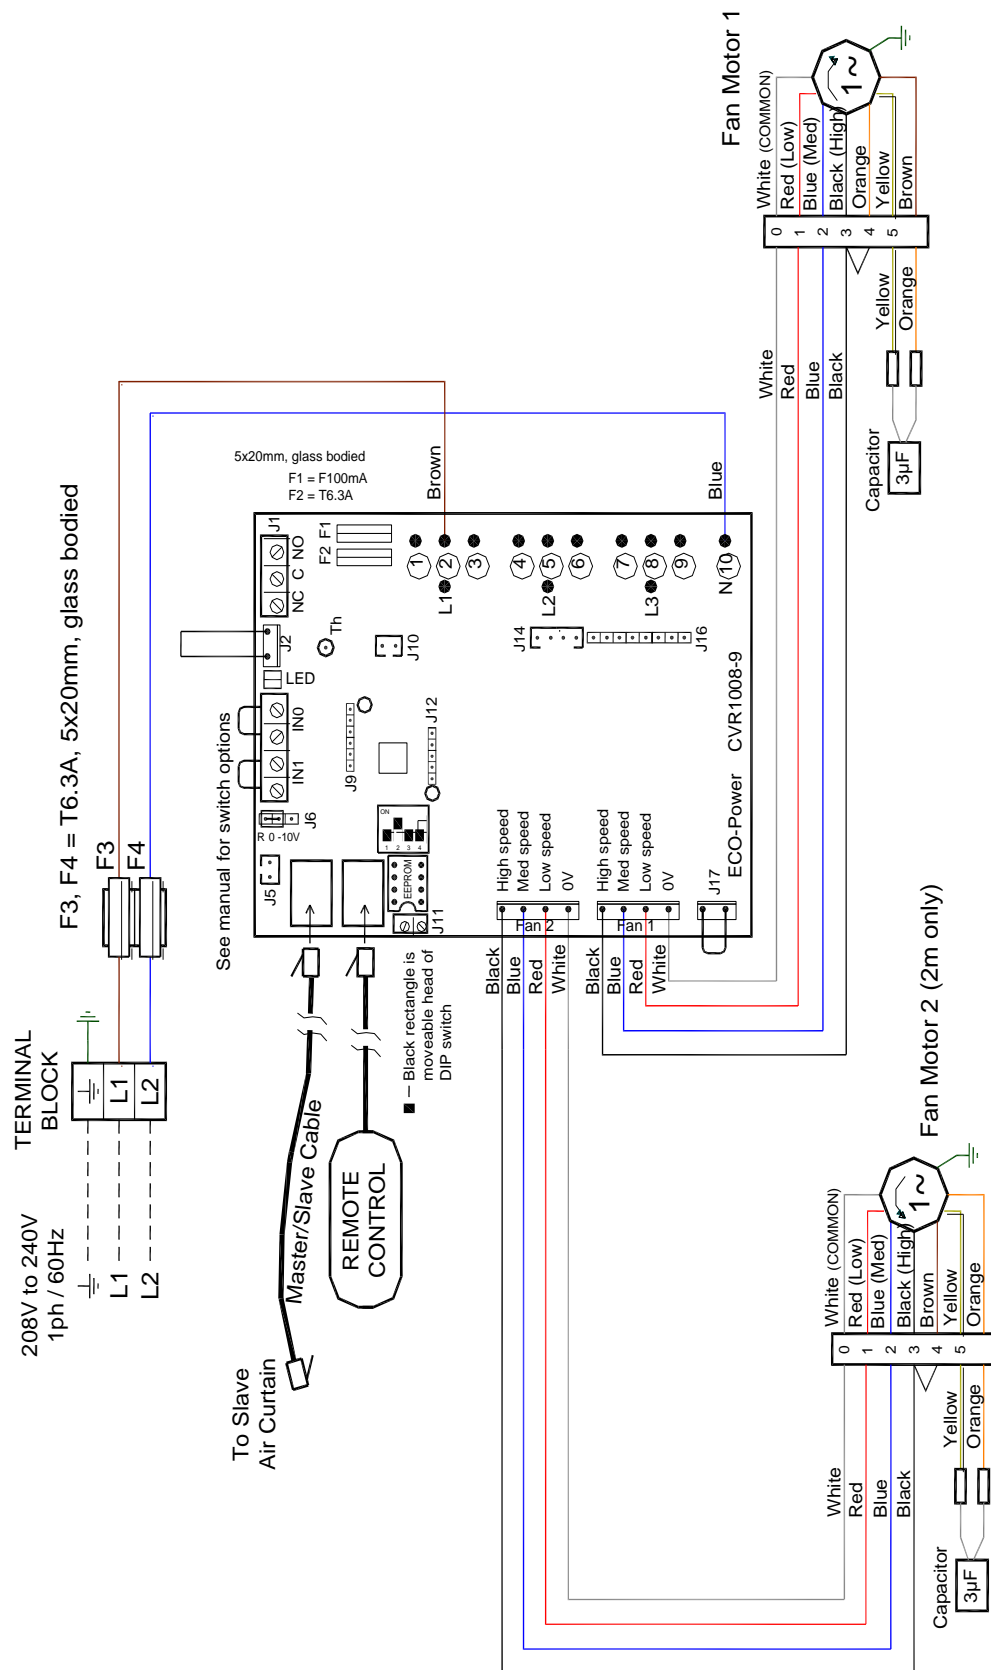 208V to 240V
1ph / 60Hz
L1
L2
TERMINAL
BLOCK
L1
L2
F3, F4 = T6.3A, 5x20mm, glass bodied
F3
F4
To Slave
Air Curtain
Master/Slave Cable
REMOTE
CONTROL
See manual for switch options
Black rectangle is
moveable head of
DIP switch
5x20mm, glass bodied
F1 = F100mA
F2 = T6.3A
Brown
Blue
J1
NO
C
NC
F1
F2
J2
Th
LED
J10
IN0
IN1
J9
J12
J6
R 0 -10V
J5
ON
1 2 3 4
EEPROM
J11
1
2
3
L1
4
5
6
L2
7
8
9
L3
10
N
J14
J16
ECO-Power CVR1008-9
High speed
Med speed
Low speed
0V
Fan 2
High speed
Med speed
Low speed
0V
Fan 1
J17
Black
Blue
Red
White
Black
Blue
Red
White
Fan Motor 1
1~
White (COMMON)
Red (Low)
Blue (Med)
Black (High)
Orange
Yellow
Brown
0
1
2
3
4
5
White
Red
Blue
Black
Yellow
Orange
Capacitor
3µF
Fan Motor 2 (2m only)
1~
White (COMMON)
Red (Low)
Blue (Med)
Black (High)
Brown
Yellow
Orange
0
1
2
3
4
5
White
Red
Blue
Black
Yellow
Orange
Capacitor
3µF